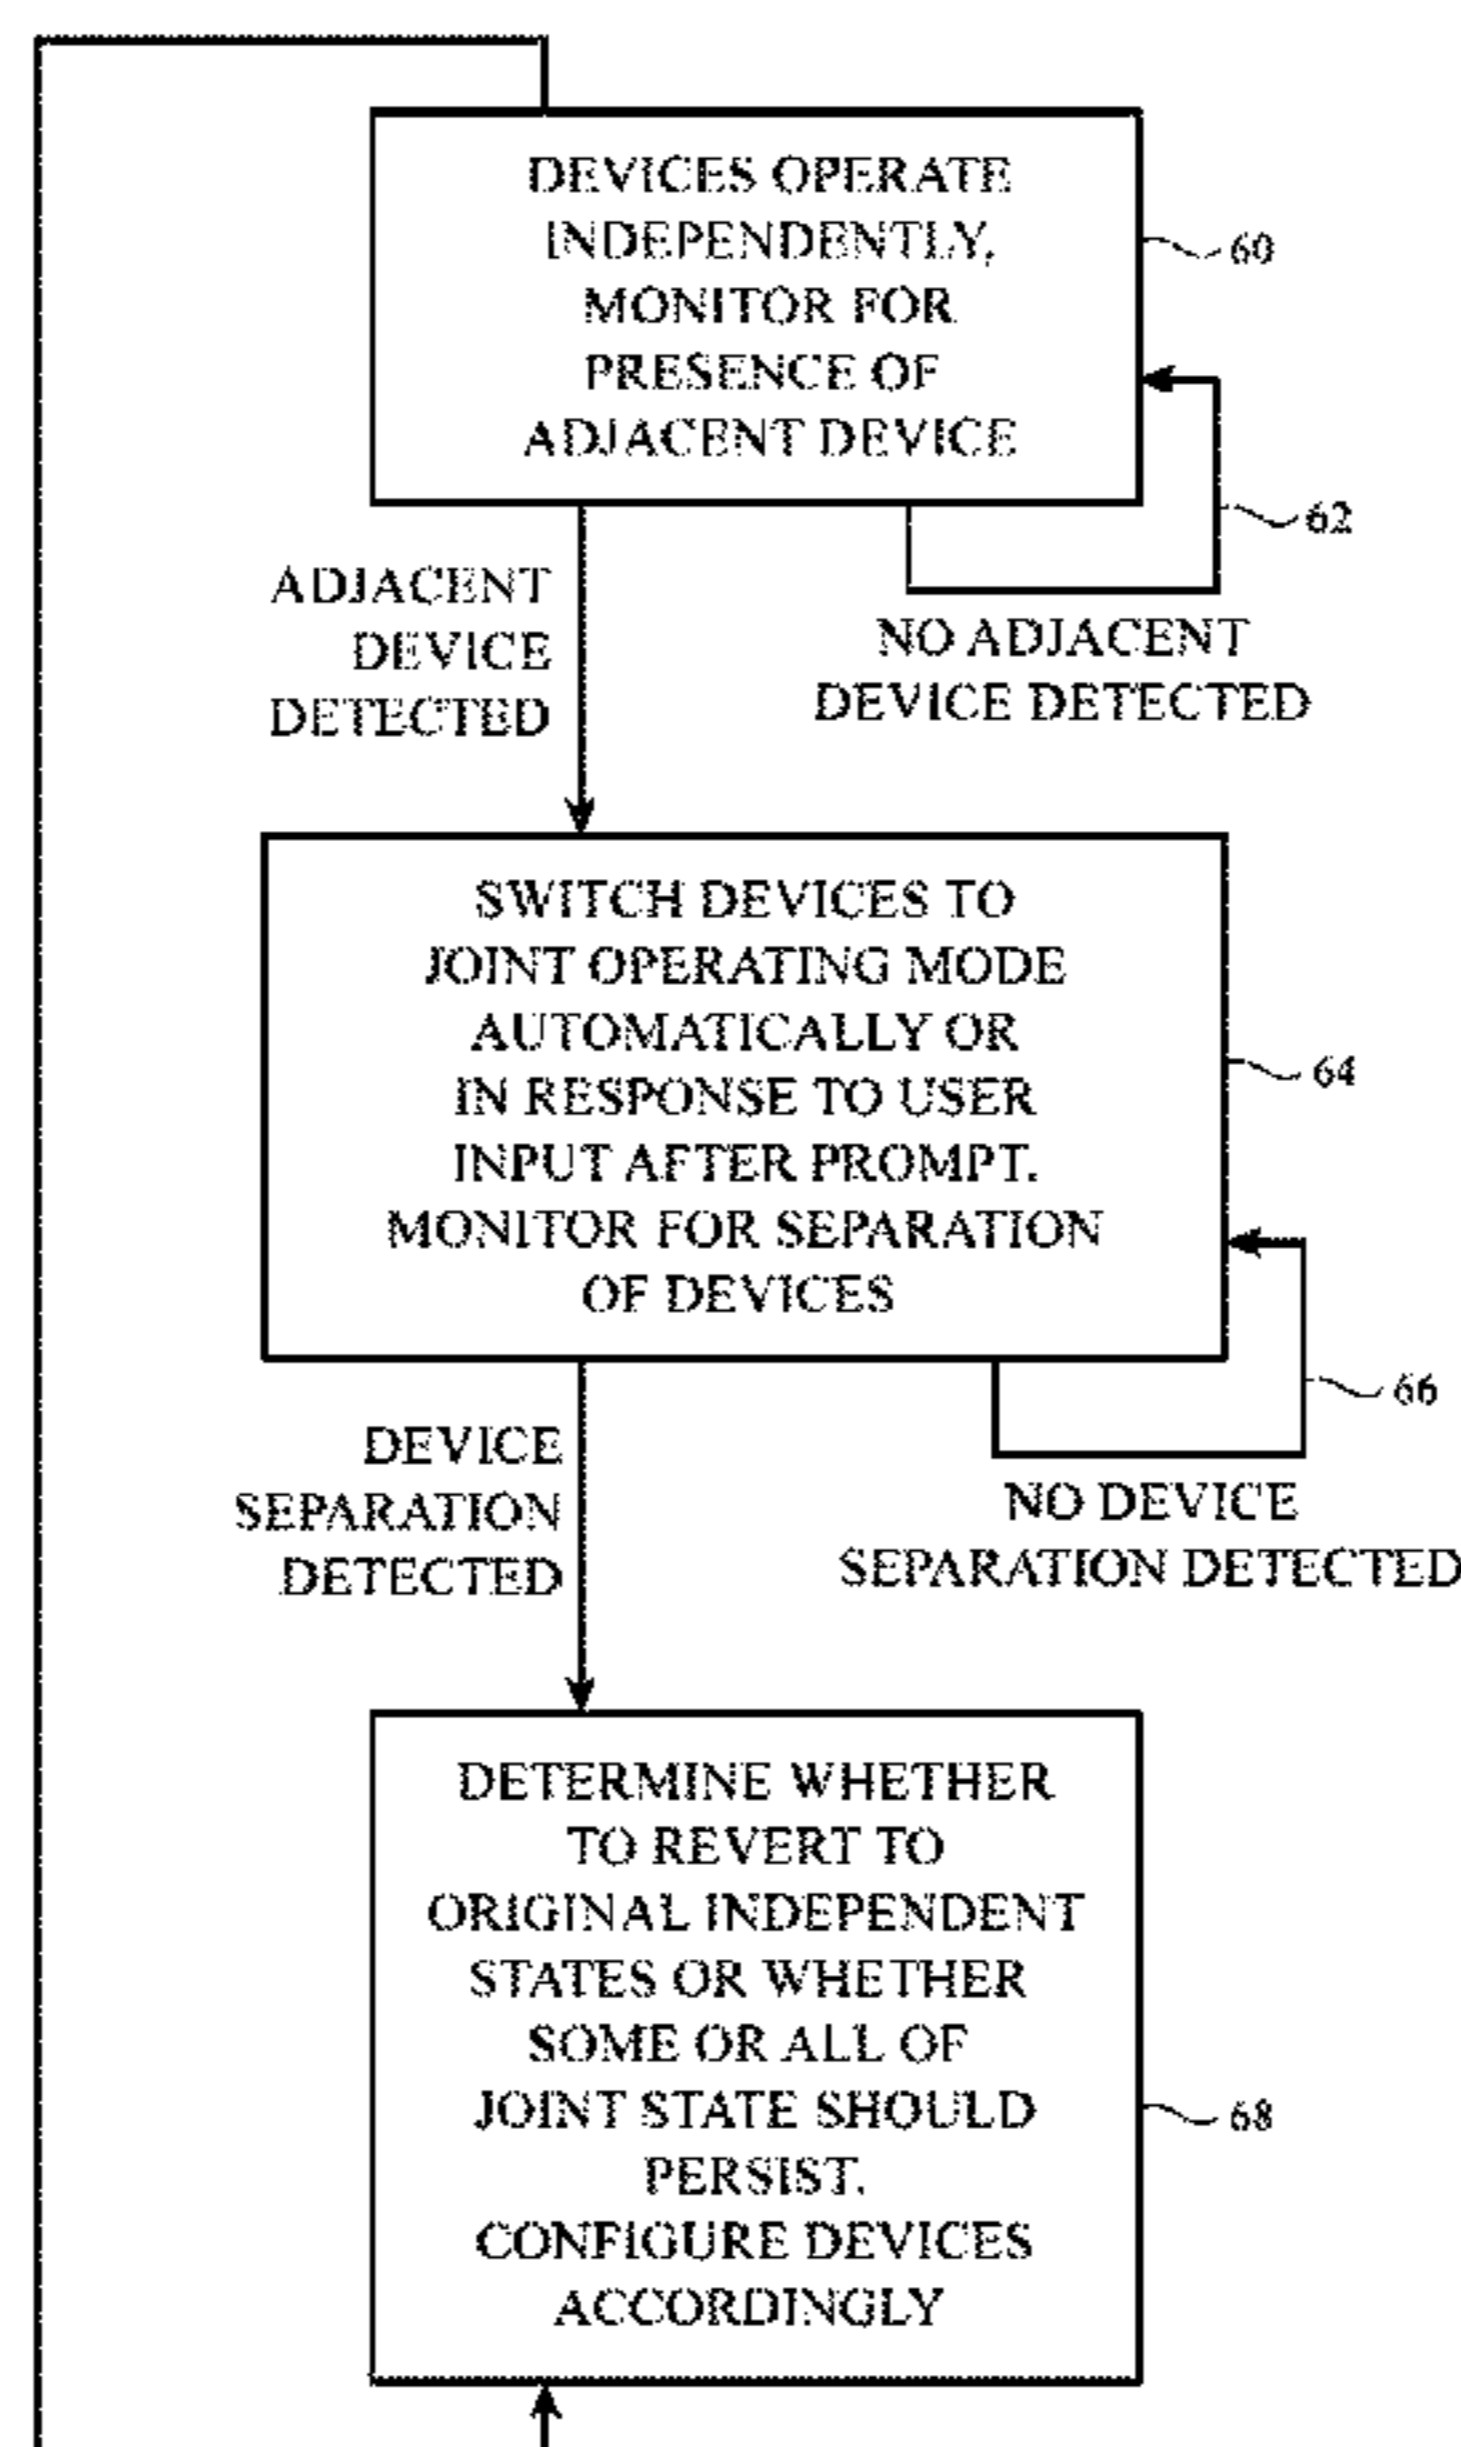 DEVICES OPERATE
INDEPENDENTLY,
MONITOR FOR
PRESENCE OF
ADJACENT DEVICE
60
62
ADJACENT
DEVICE
DETECTED
NO ADJACENT
DEVICE DETECTED
SWITCH DEVICES TO
JOINT OPERATING MODE
AUTOMATICALLY OR
IN RESPONSE TO USER
INPUT AFTER PROMPT.
MONITOR FOR SEPARATION
OF DEVICES
64
66
DEVICE
SEPARATION
DETECTED
NO DEVICE
SEPARATION DETECTED
DETERMINE WHETHER
TO REVERT TO
ORIGINAL INDEPENDENT
STATES OR WHETHER
SOME OR ALL OF
JOINT STATE SHOULD
PERSIST.
CONFIGURE DEVICES
ACCORDINGLY
68